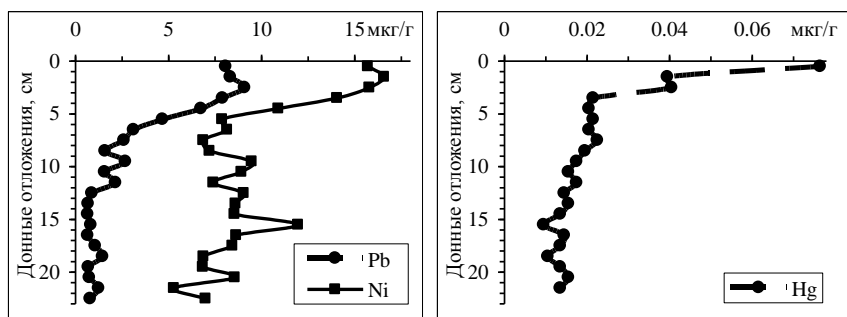 0 5 10 15 мкг/г
0
5
10
15
20
Донные отложения, см
Pb
Ni
0 0.02 0.04 0.06 мкг/г
0
5
10
15
20
Донные отложения, см
Hg